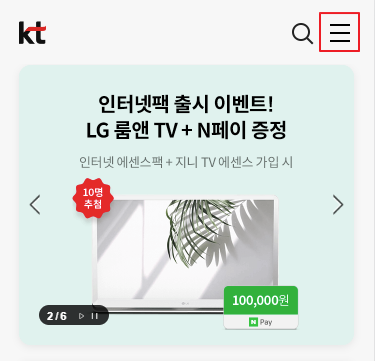 kt
인터넷팩 출시 이벤트!
LG 룸앤 TV + N페이 증정
인터넷 에센스팩 + 지니 TV 에센스 가입 시
10명
추첨
100,000원
N Pay
2/6